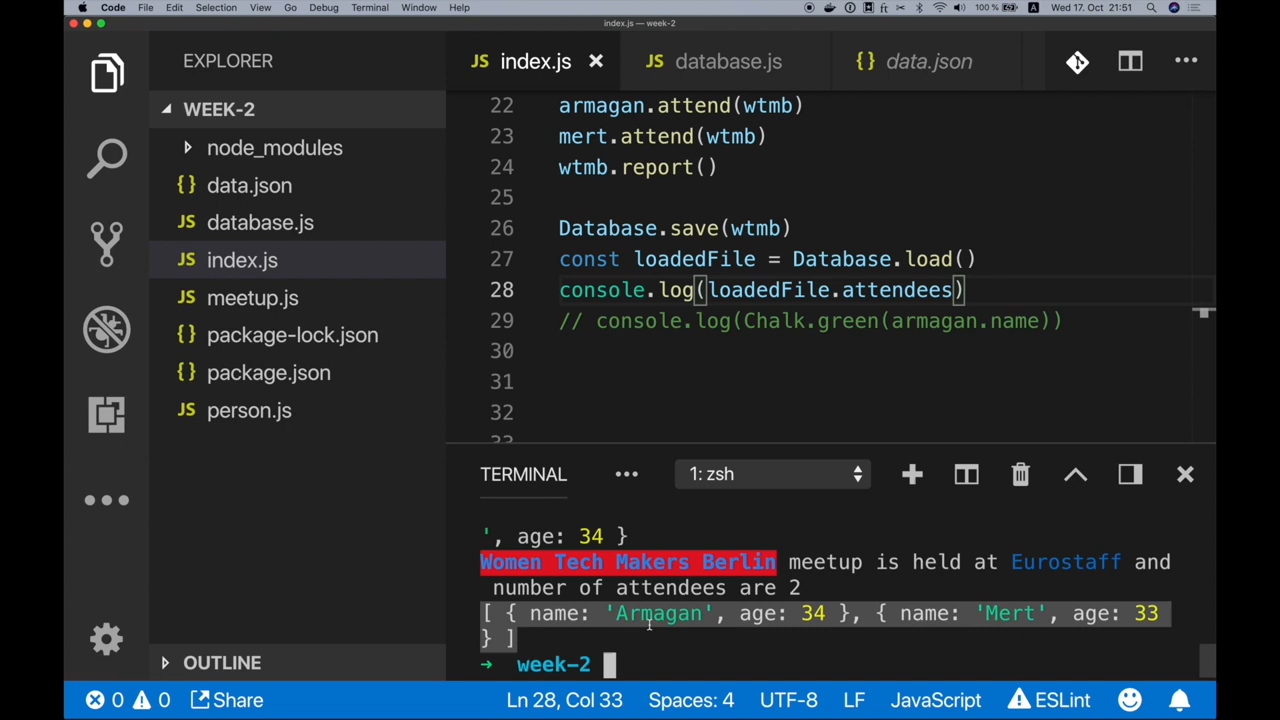 Code File Edit Selection View Go Debug Terminal Window Help 100 % A Wed 17. Oct 21:51
index.js — week-2
EXPLORER
WEEK-2
node_modules
{} data.json
JS database.js
JS index.js
JS meetup.js
{} package-lock.json
{} package.json
JS person.js
OUTLINE
JS index.js JS database.js {} data.json
22 armagan.attend(wtmb)
23 mert.attend(wtmb)
24 wtmb.report()
25
26 Database.save(wtmb)
27 const loadedFile = Database.load()
28 console.log(loadedFile.attendees)
29 // console.log(Chalk.green(armagan.name))
30
31
32
TERMINAL 1: zsh
', age: 34 }
Women Tech Makers Berlin meetup is held at Eurostaff and
number of attendees are 2
[ { name: 'Armagan', age: 34 }, { name: 'Mert', age: 33
} ]
→ week-2
0 0 Share Ln 28, Col 33 Spaces: 4 UTF-8 LF JavaScript ESLint